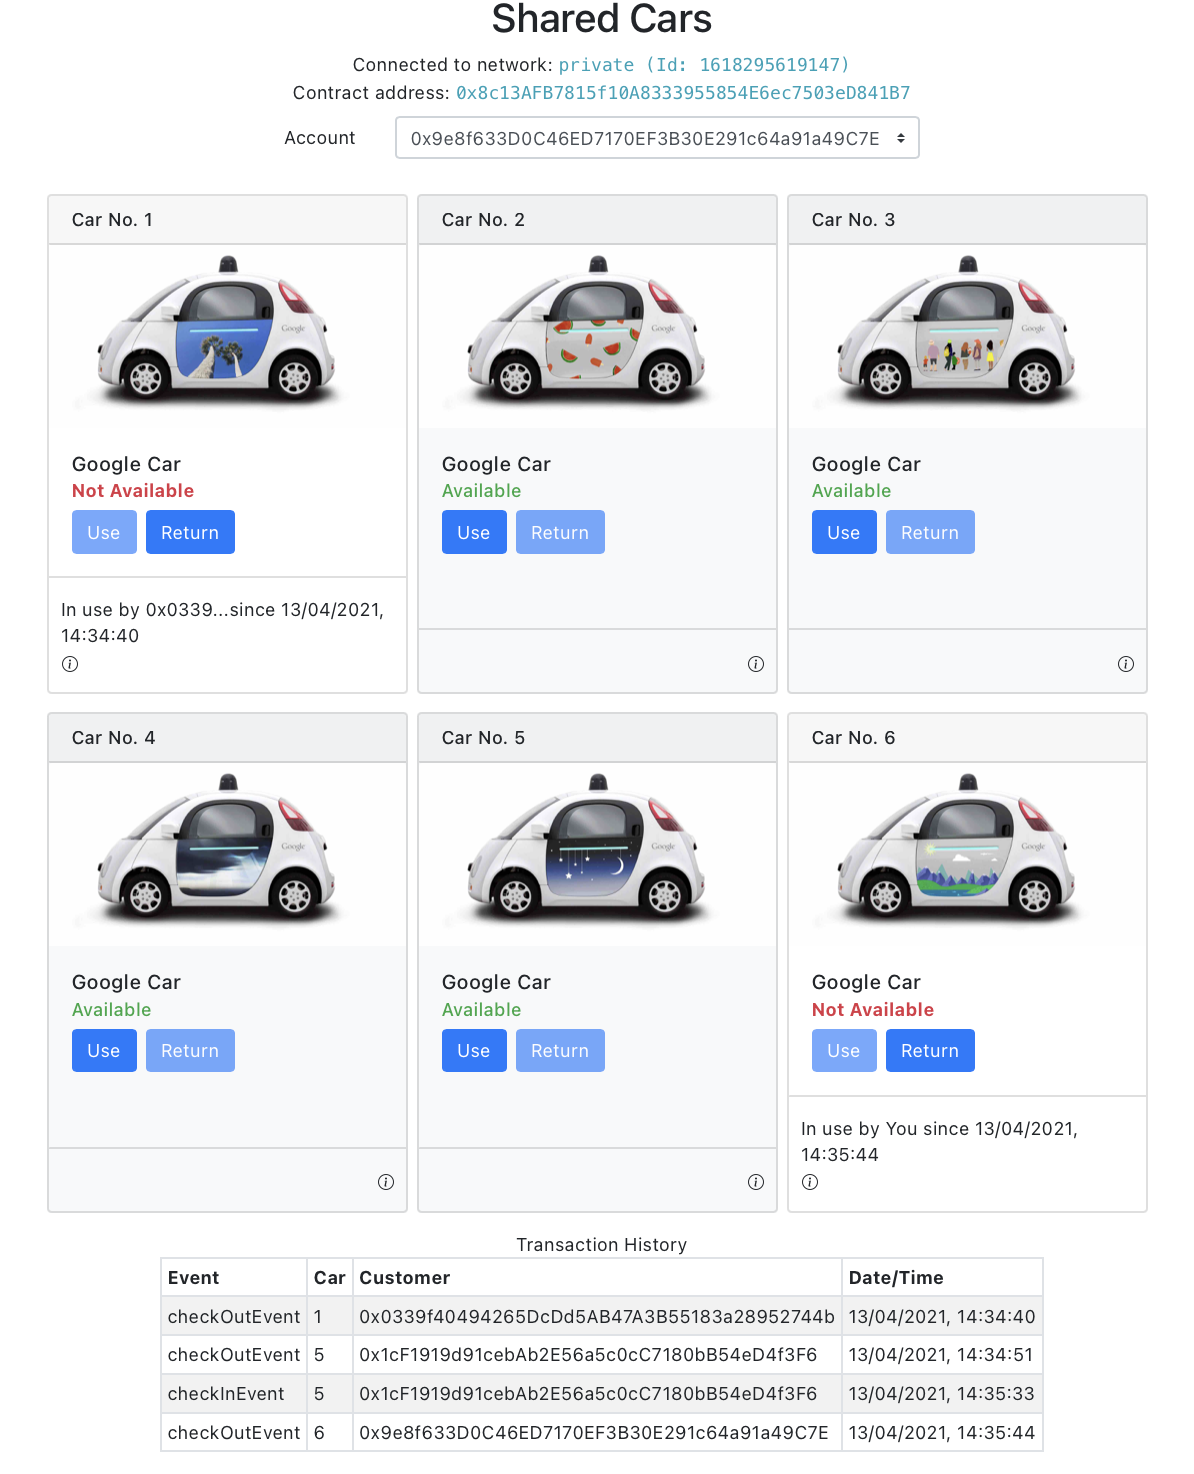 Shared Cars
Connected to network: private (Id: 1618295619147)
Contract address: 0x8c13AFB7815f10A8333955854E6ec7503eD841B7
Account 0x9e8f633D0C46ED7170EF3B30E291c64a91a49C7E
Car No. 1
Google
Google Car
Not Available
Use Return
In use by 0x0339...since 13/04/2021,
14:34:40
Car No. 2
Google
Google Car
Available
Use Return
Car No. 3
Google
Google Car
Available
Use Return
Car No. 4
Google
Google Car
Available
Use Return
Car No. 5
Google
Google Car
Available
Use Return
Car No. 6
Google
Google Car
Not Available
Use Return
In use by You since 13/04/2021,
14:35:44
Transaction History
Event Car Customer Date/Time
checkOutEvent 1 0x0339f40494265DcDd5AB47A3B55183a28952744b 13/04/2021, 14:34:40
checkOutEvent 5 0x1cF1919d91cebAb2E56a5c0cC7180bB54eD4f3F6 13/04/2021, 14:34:51
checkInEvent 5 0x1cF1919d91cebAb2E56a5c0cC7180bB54eD4f3F6 13/04/2021, 14:35:33
checkOutEvent 6 0x9e8f633D0C46ED7170EF3B30E291c64a91a49C7E 13/04/2021, 14:35:44